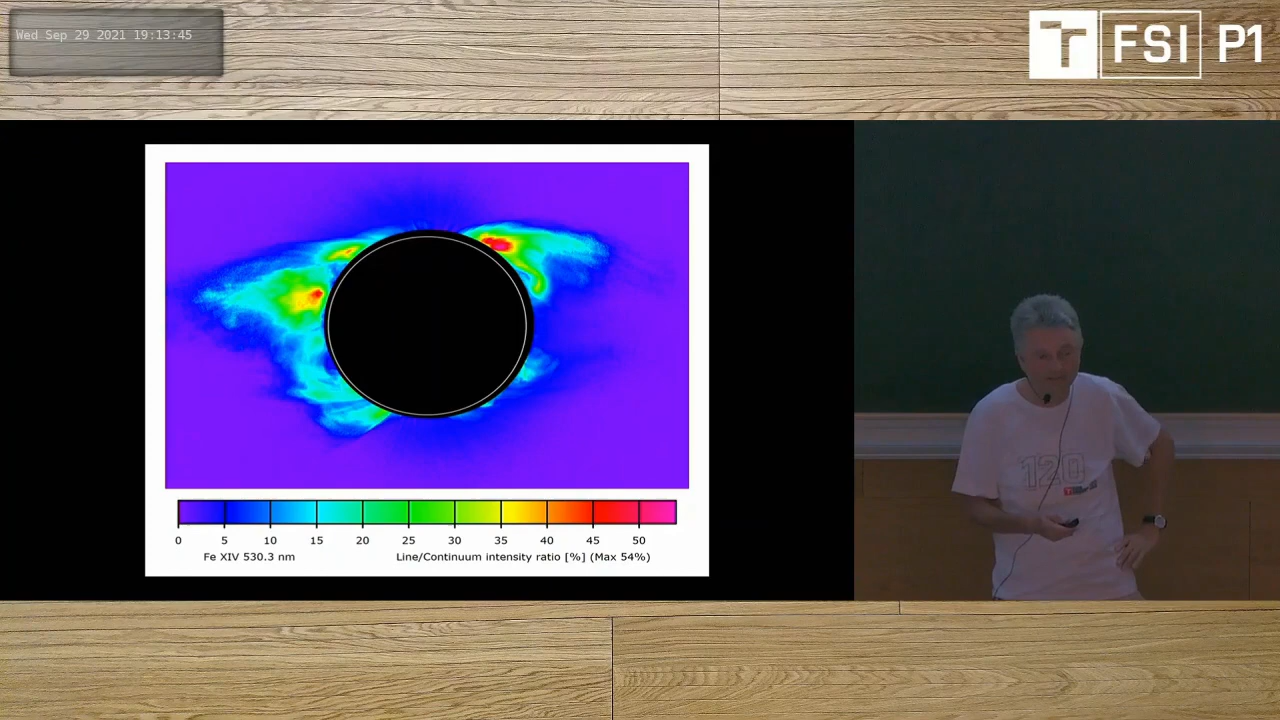 Wed Sep 29 2021 19:13:45
T FSI P1
0 5 10 15 20 25 30 35 40 45 50
Fe XIV 530.3 nm Line/Continuum intensity ratio [%] (Max 54%)
120